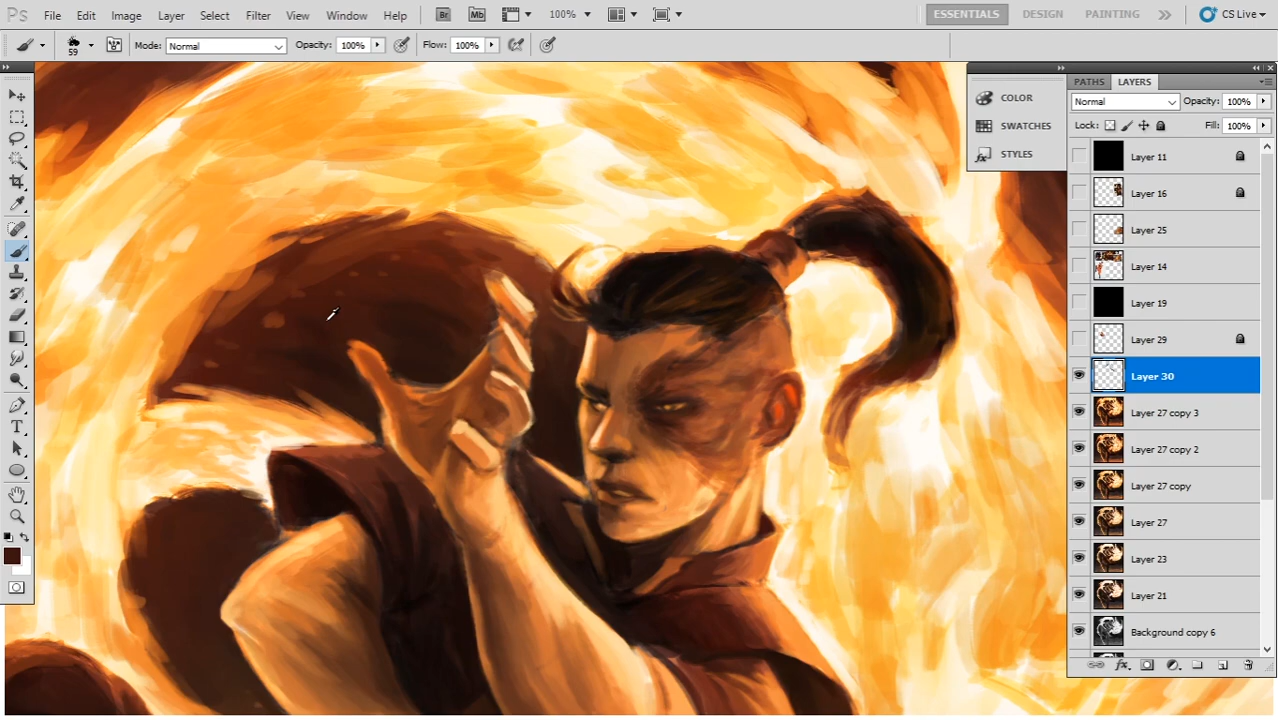 Ps File Edit Image Layer Select Filter View Window Help Br Mb 100% ESSENTIALS DESIGN PAINTING CS Live
59 Mode: Normal Opacity: 100% Flow: 100%
COLOR
SWATCHES
STYLES
PATHS LAYERS
Normal Opacity: 100%
Lock: Fill: 100%
Layer 11
Layer 16
Layer 25
Layer 14
Layer 19
Layer 29
Layer 30
Layer 27 copy 3
Layer 27 copy 2
Layer 27 copy
Layer 27
Layer 23
Layer 21
Background copy 6